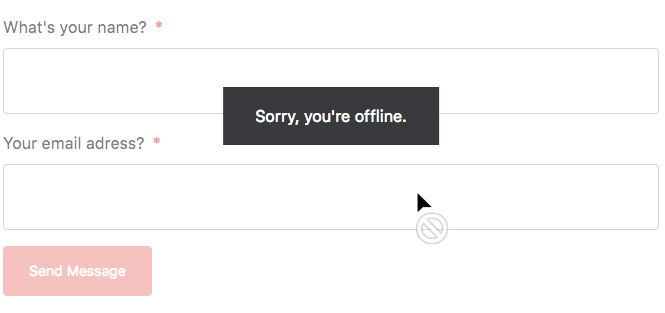 What's your name? *
Sorry, you're offline.
Your email adress? *
Send Message